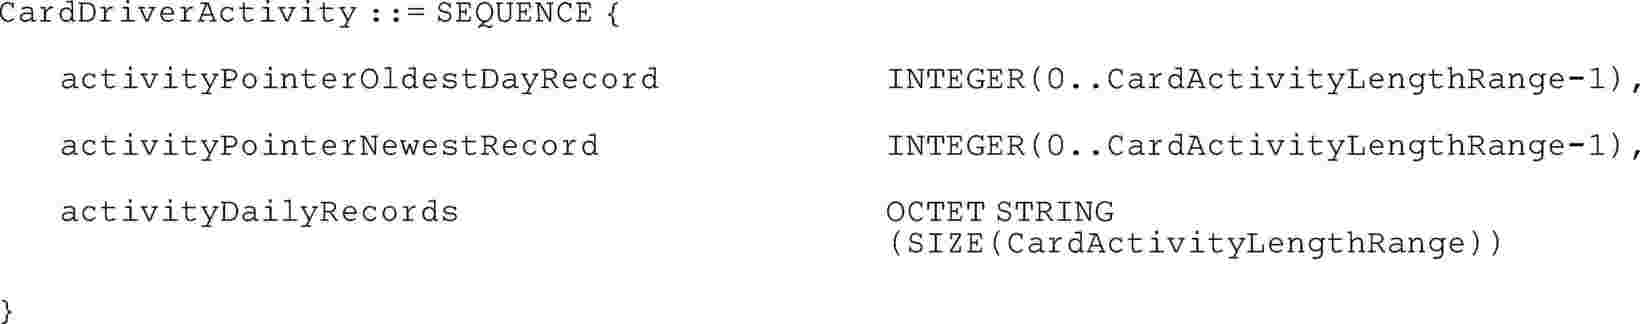 CardDriverActivity ::= SEQUENCE {
activityPointerOldestDayRecord INTEGER(0..CardActivityLengthRange-1),
activityPointerNewestRecord INTEGER(0..CardActivityLengthRange-1),
activityDailyRecords OCTET STRING
(SIZE(CardActivityLengthRange))
}